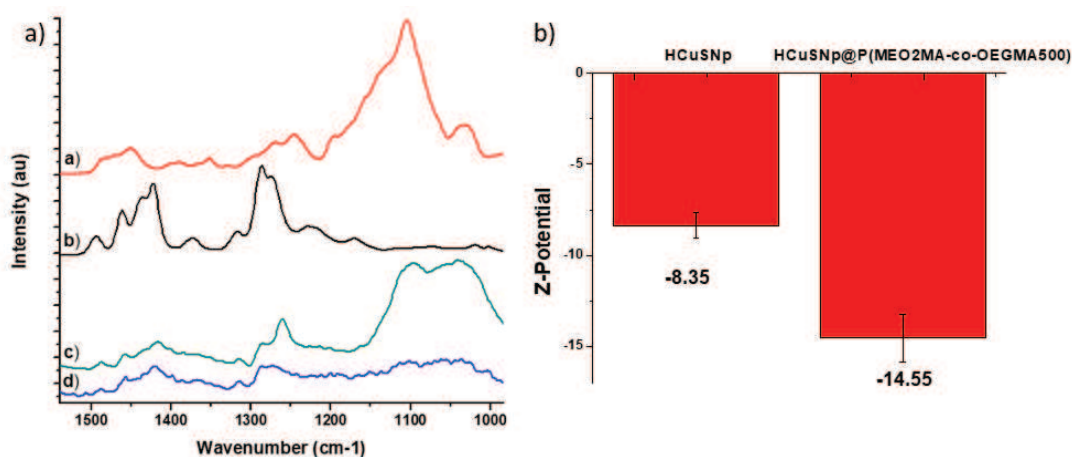 a)
Intensity (au)
a)
b)
c)
d)
1500 1400 1300 1200 1100 1000
Wavenumber (cm-1)
b)
HCuSNp HCuSNp@P(MEO2MA-co-OEGMA500)
Z-Potential
0
-5
-10
-15
-8.35
-14.55